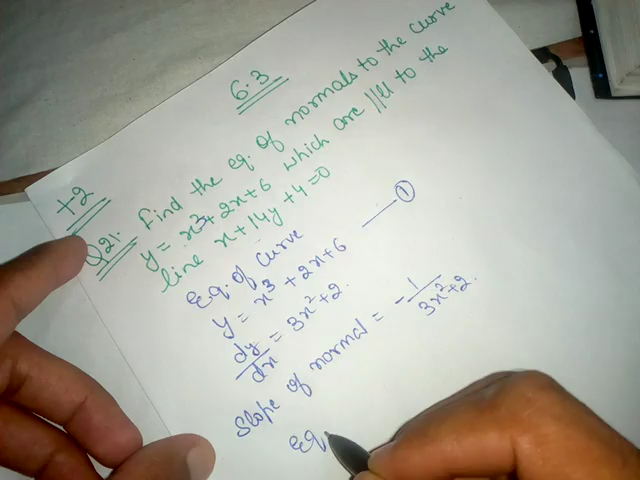 6.3
+2
Q21. Find the eq. of normals to the curve
y = x³+2x+6 which are ||lel to the
line x+14y+4=0
Eq. of curve
y = x³ + 2x+6 — ①
dy/dx = 3x²+2.
Slope of normal = -1/3x²+2.
Eq